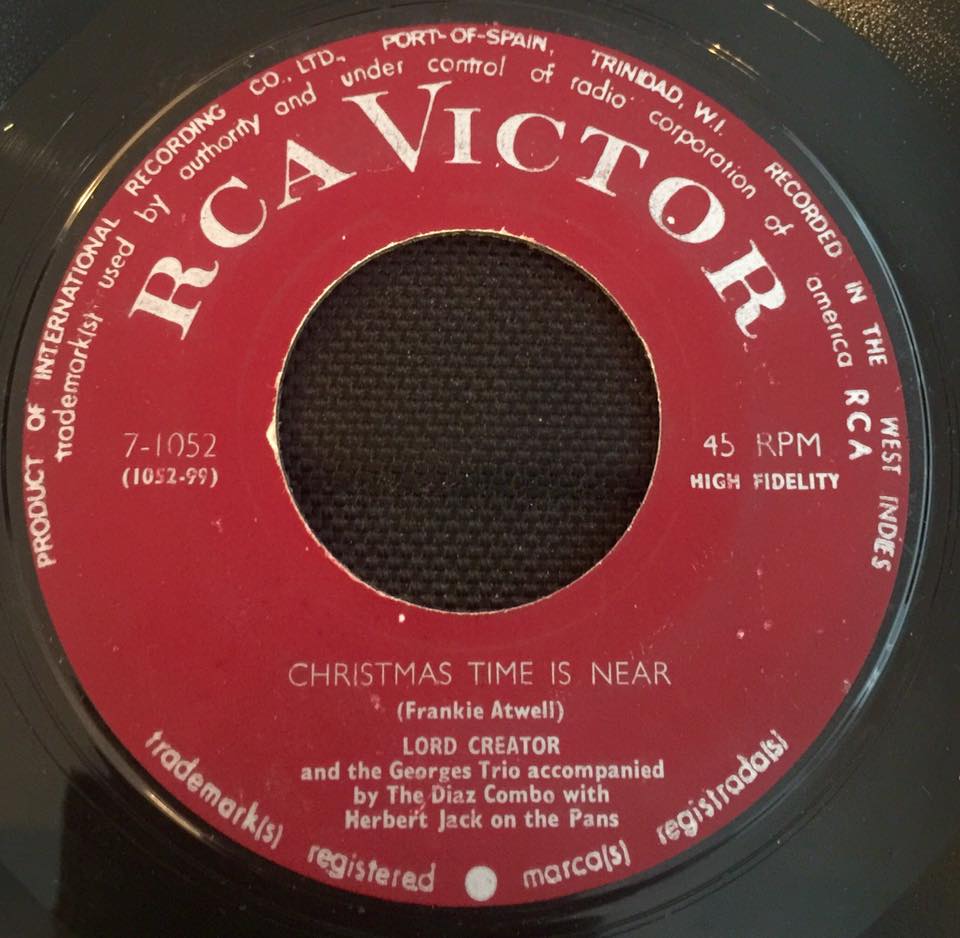 PRODUCT OF INTERNATIONAL RECORDING CO., LTD., PORT-OF-SPAIN, TRINIDAD, W.I. RECORDED IN THE WEST INDIES
trademark(s) used by authority and under control of radio corporation of america RCA
RCA VICTOR
7-1052
(1052-99)
45 RPM
HIGH FIDELITY
CHRISTMAS TIME IS NEAR
(Frankie Atwell)
LORD CREATOR
and the Georges Trio accompanied
by The Diaz Combo with
Herbert Jack on the Pans
trademark(s) registered marca(s) registrada(s)